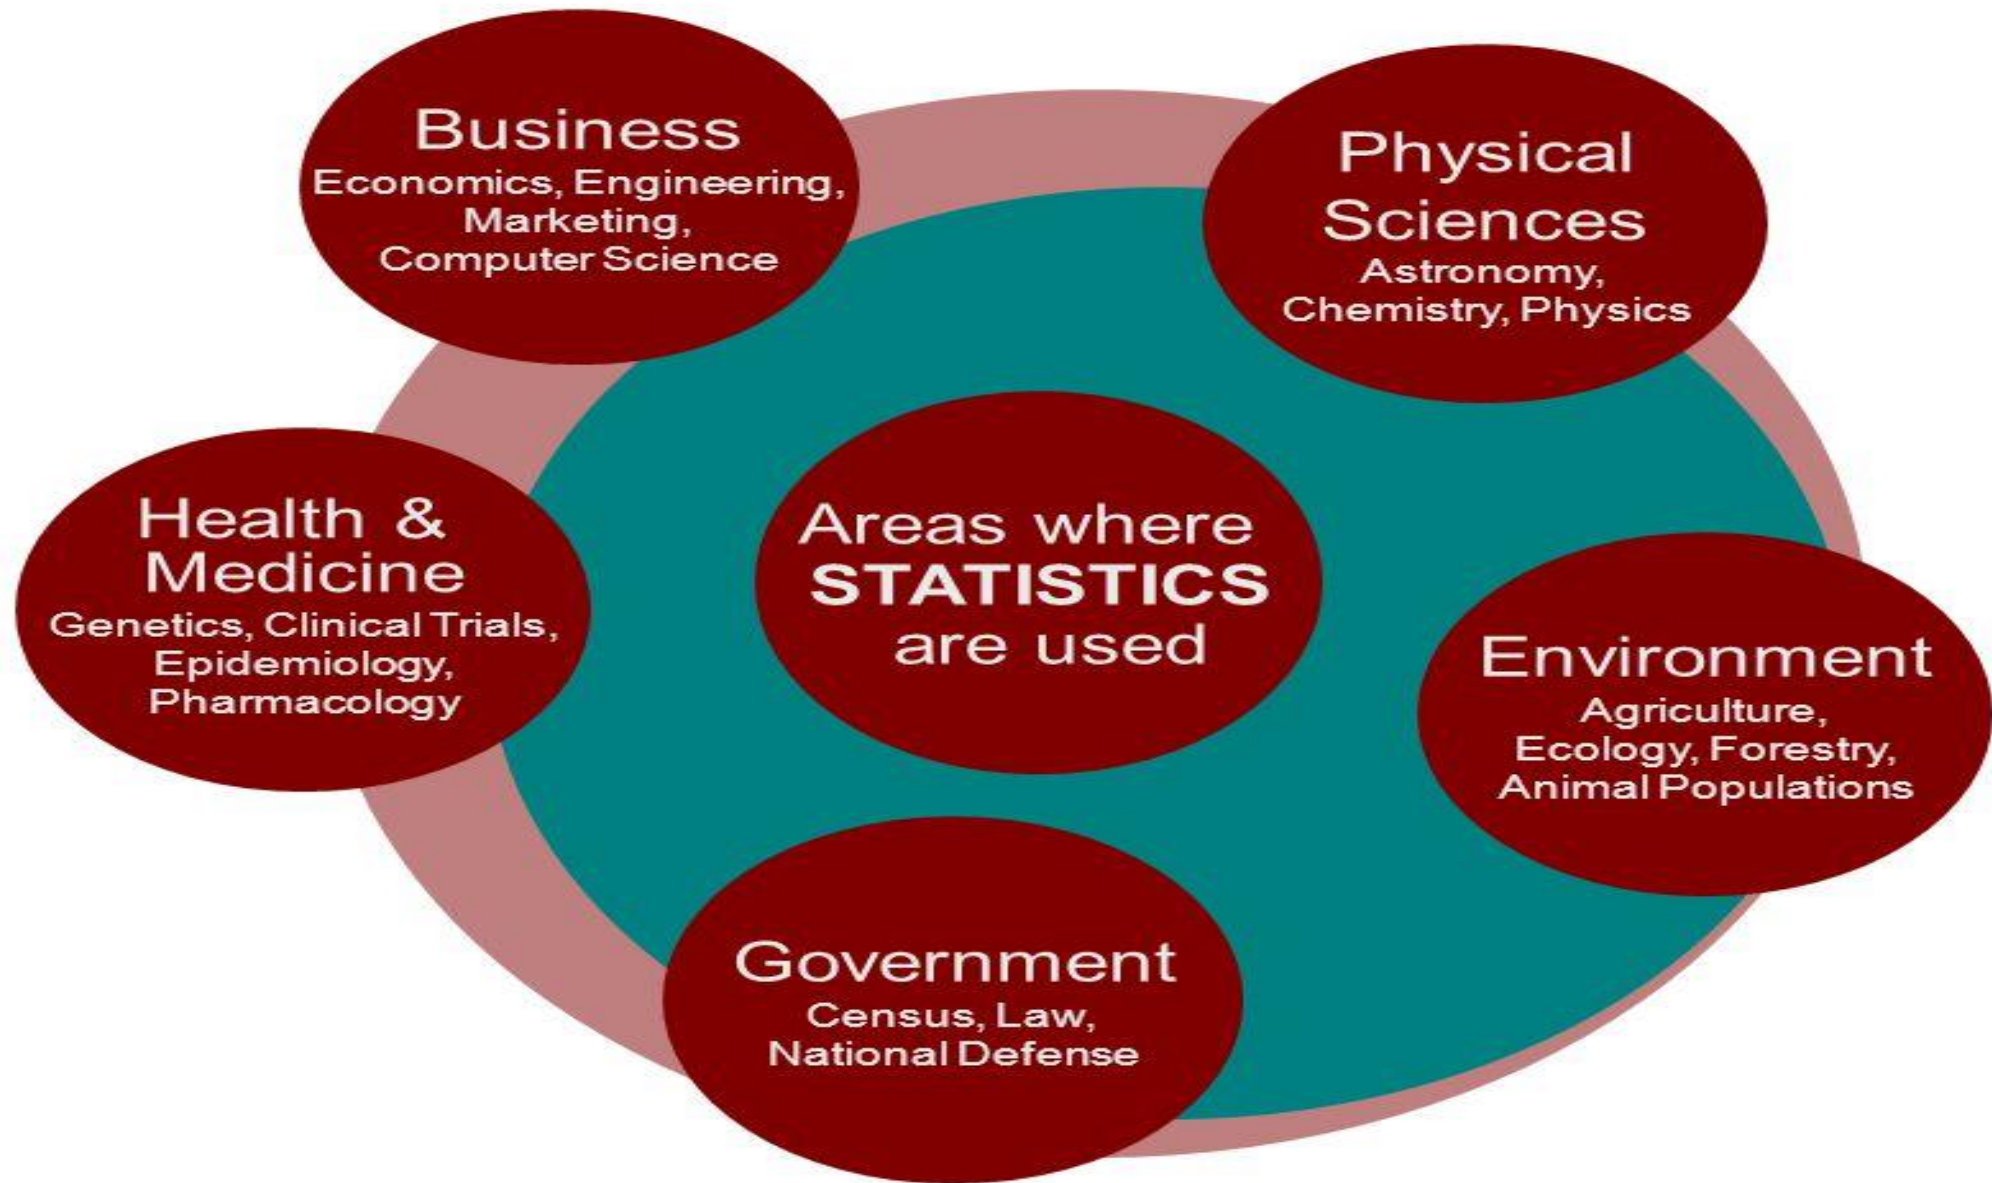 Business
Economics, Engineering,
Marketing,
Computer Science
Physical
Sciences
Astronomy,
Chemistry, Physics
Health &
Medicine
Genetics, Clinical Trials,
Epidemiology,
Pharmacology
Areas where
STATISTICS
are used
Environment
Agriculture,
Ecology, Forestry,
Animal Populations
Government
Census, Law,
National Defense